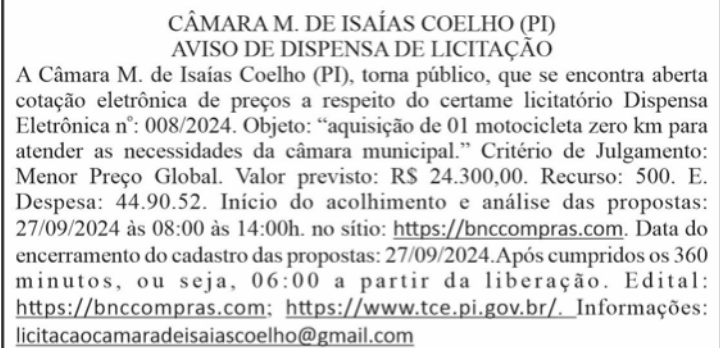 CÂMARA M. DE ISAÍAS COELHO (PI)
AVISO DE DISPENSA DE LICITAÇÃO
A Câmara M. de Isaías Coelho (PI), torna público, que se encontra aberta
cotação eletrônica de preços a respeito do certame licitatório Dispensa
Eletrônica nº: 008/2024. Objeto: “aquisição de 01 motocicleta zero km para
atender as necessidades da câmara municipal.” Critério de Julgamento:
Menor Preço Global. Valor previsto: R$ 24.300,00. Recurso: 500. E.
Despesa: 44.90.52. Início do acolhimento e análise das propostas:
27/09/2024 às 08:00 às 14:00h. no sítio: https://bnccompras.com. Data do
encerramento do cadastro das propostas: 27/09/2024.Após cumpridos os 360
minutos, ou seja, 06:00 a partir da liberação. Edital:
https://bnccompras.com; https://www.tce.pi.gov.br/. Informações:
licitacaocamaradeisaiascoelho@gmail.com